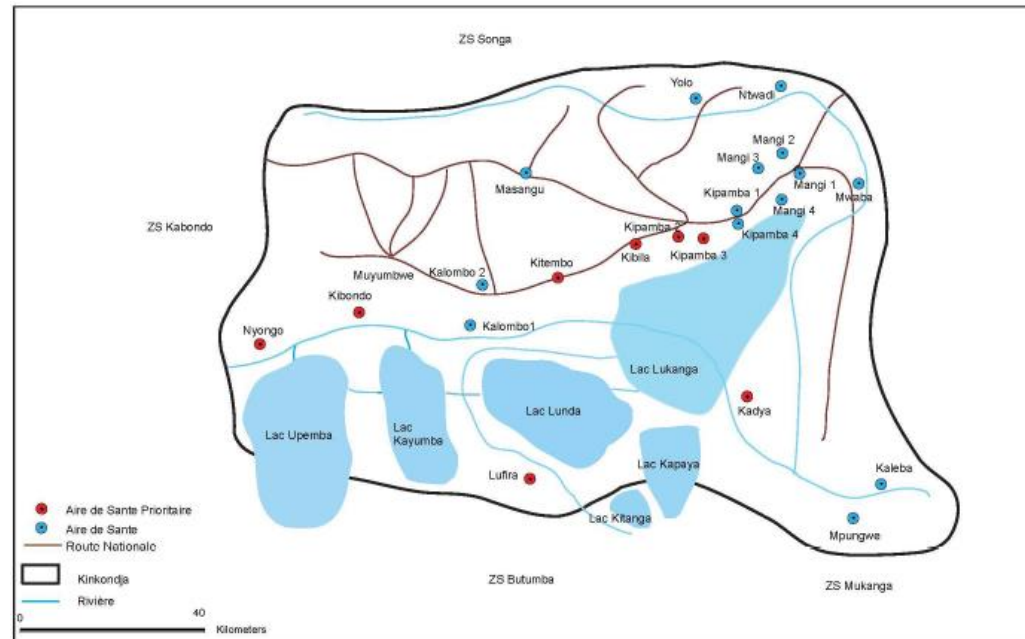 ZS Songa
Yolo
Ntwadi
Mangi 2
Mangi 3
Mangi 1
Masangu
Mwaba
Kipamba 1
Mangi 4
ZS Kabondo
Kipamba 2
Kipamba 4
Kibila
Kipamba 3
Kitembo
Muyumbwe
Kalombo 2
Kibondo
Kalombo1
Nyongo
Lac Lukanga
Kadya
Lac Lunda
Lac Upemba
Lac
Kayumba
Lac Kapaya
Lufira
Kaleba
Lac Kitanga
Mpungwe
Aire de Sante Prioritaire
Aire de Sante
Route Nationale
Kinkondja
Rivière
ZS Butumba
ZS Mukanga
0
40
Kilometers